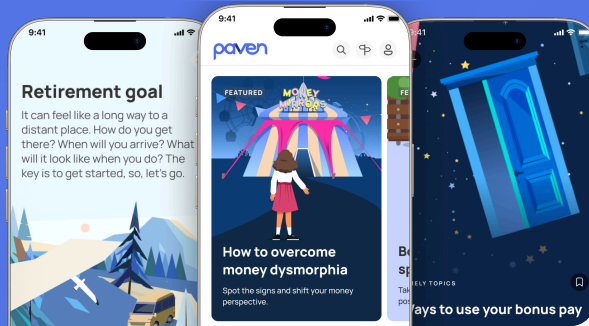 9:41
Retirement goal
It can feel like a long way to a
distant place. How do you get
there? When will you arrive? What
will it look like when you do? The
key is to get started, so, let's go.
9:41
paven
FEATURED
MONEY
MIRRORS
How to overcome
money dysmorphia
Spot the signs and shift your money
perspective.
9:41
Ways to use your bonus pay